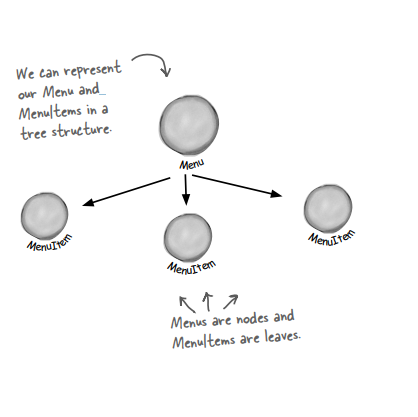 We can represent
our Menu and
MenuItems in a
tree structure.
Menu
MenuItem
MenuItem
MenuItem
Menus are nodes and
MenuItems are leaves.